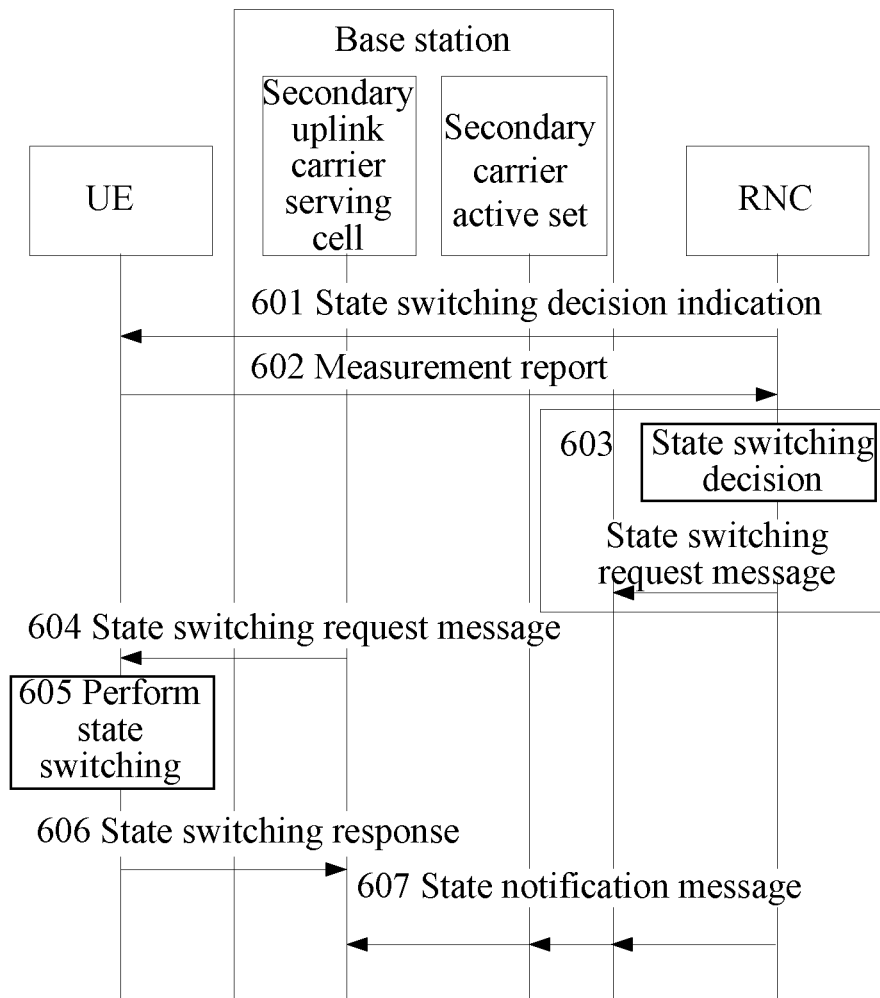 Base station
Secondary
uplink
carrier
serving
cell
Secondary
carrier
active set
UE
RNC
601 State switching decision indication
602 Measurement report
603
State switching
decision
State switching
request message
604 State switching request message
605 Perform
state
switching
606 State switching response
607 State notification message